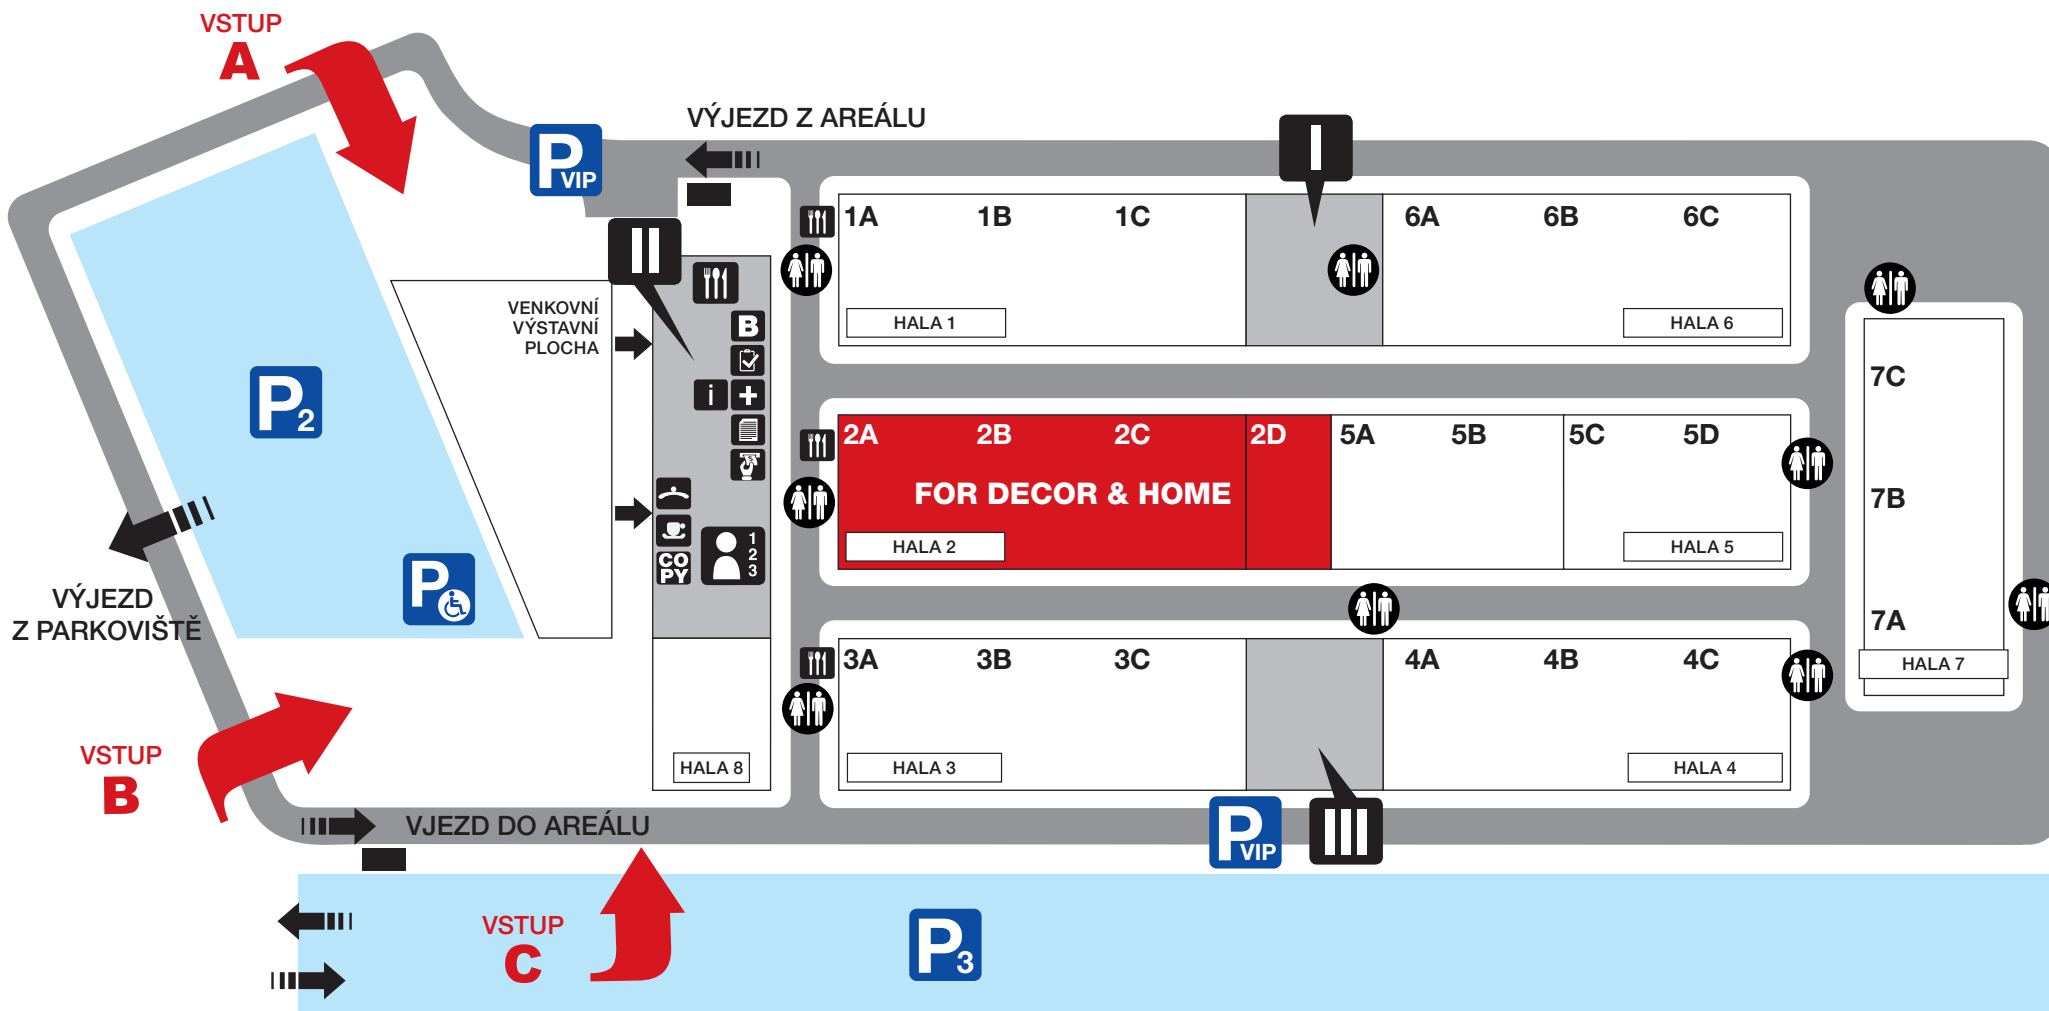 VSTUP
A
VÝJEZD Z AREÁLU
P VIP
I
II
1A 1B 1C 6A 6B 6C
HALA 1 HALA 6
VENKOVNÍ
VÝSTAVNÍ
PLOCHA
B
i
7C
7B
7A
HALA 7
P2
2A 2B 2C 2D 5A 5B 5C 5D
FOR DECOR & HOME
HALA 2 HALA 5
CO
PY
1
2
3
P
VÝJEZD
Z PARKOVIŠTĚ
3A 3B 3C 4A 4B 4C
HALA 8 HALA 3 HALA 4
VSTUP
B
VJEZD DO AREÁLU
P VIP
III
VSTUP
C
P3